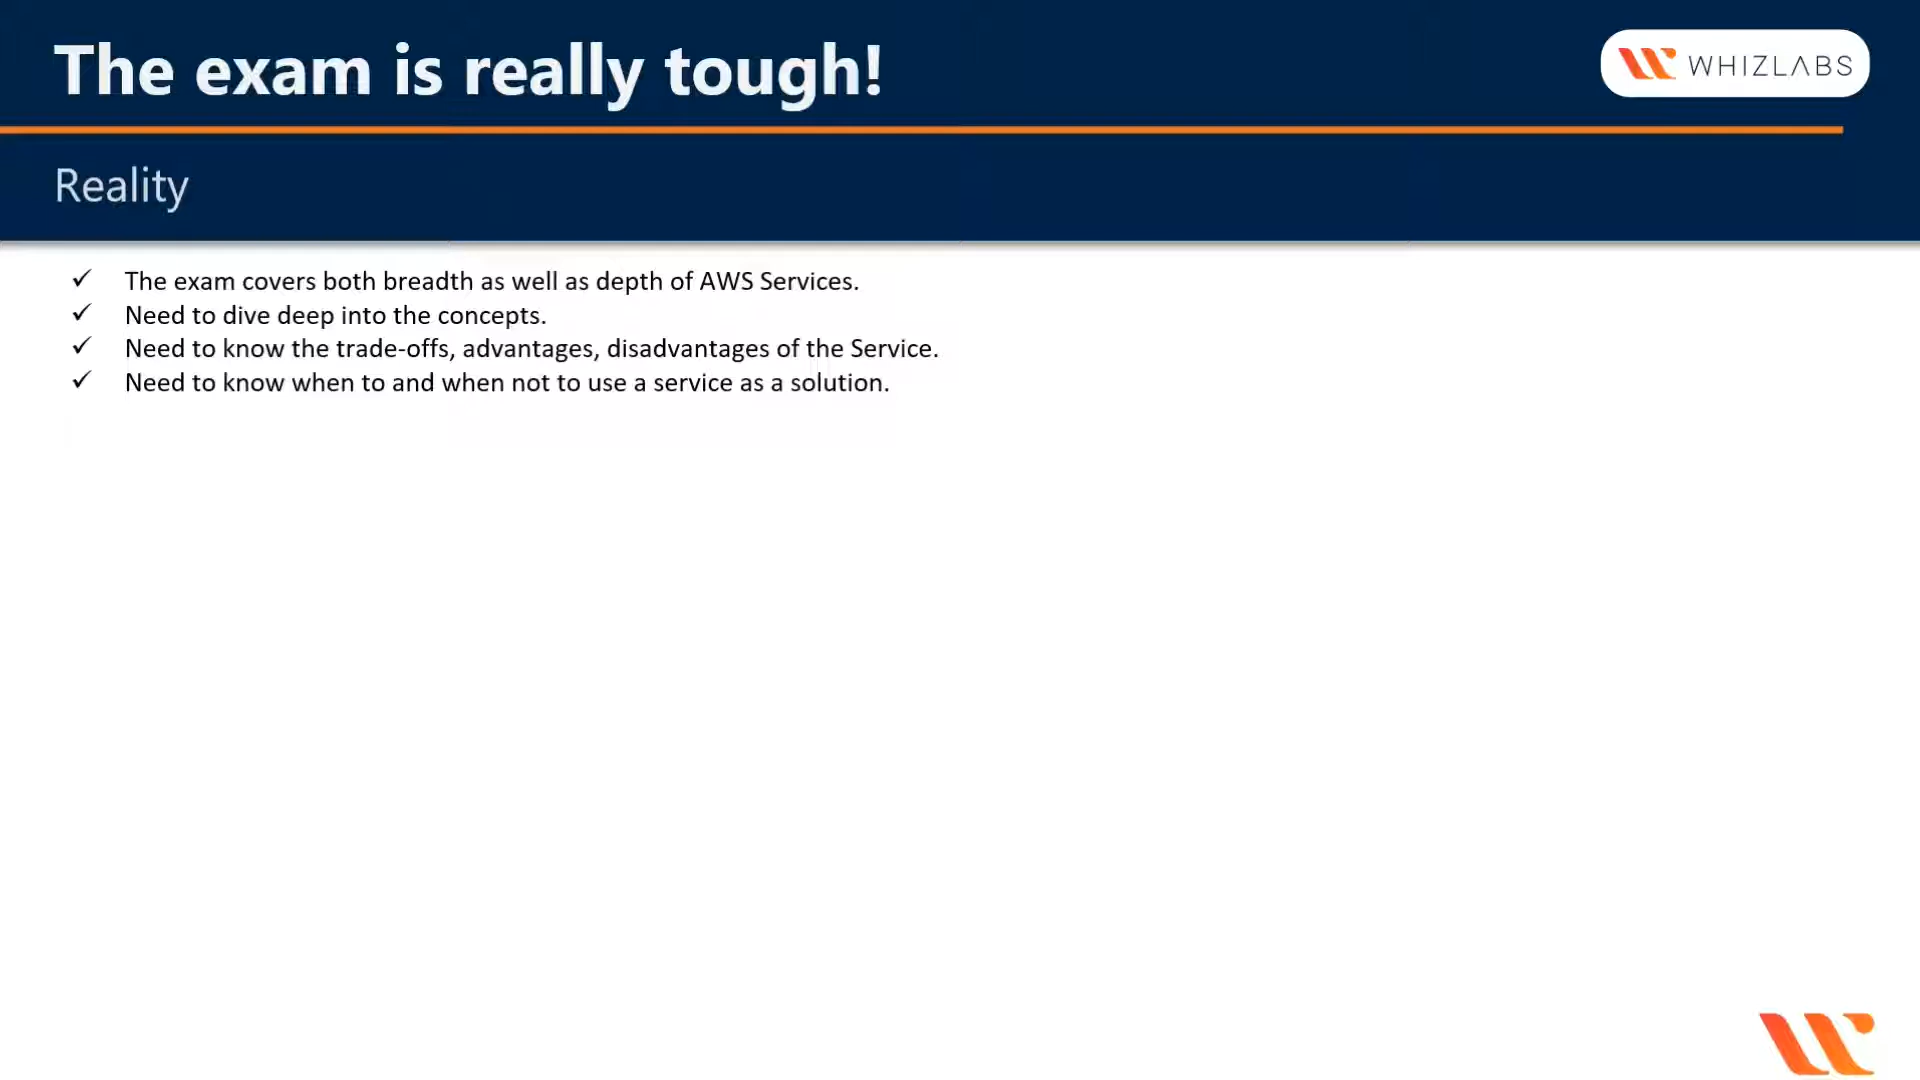 The exam is really tough!
WHIZLABS
Reality
✓ The exam covers both breadth as well as depth of AWS Services.
✓ Need to dive deep into the concepts.
✓ Need to know the trade-offs, advantages, disadvantages of the Service.
✓ Need to know when to and when not to use a service as a solution.